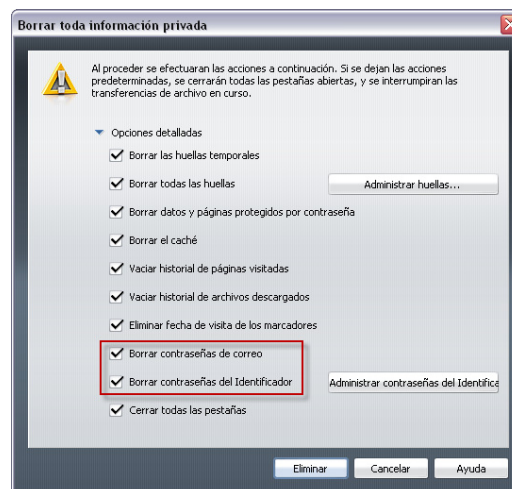 Borrar toda información privada
Al proceder se efectuaran las acciones a continuación. Si se dejan las acciones
predeterminadas, se cerrarán todas las pestañas abiertas, y se interrumpiran las
transferencias de archivo en curso.
Opciones detalladas
Borrar las huellas temporales
Borrar todas las huellas
Administrar huellas...
Borrar datos y páginas protegidos por contraseña
Borrar el caché
Vaciar historial de páginas visitadas
Vaciar historial de archivos descargados
Eliminar fecha de visita de los marcadores
Borrar contraseñas de correo
Borrar contraseñas del Identificador
Administrar contraseñas del Identifica
Cerrar todas las pestañas
Eliminar
Cancelar
Ayuda